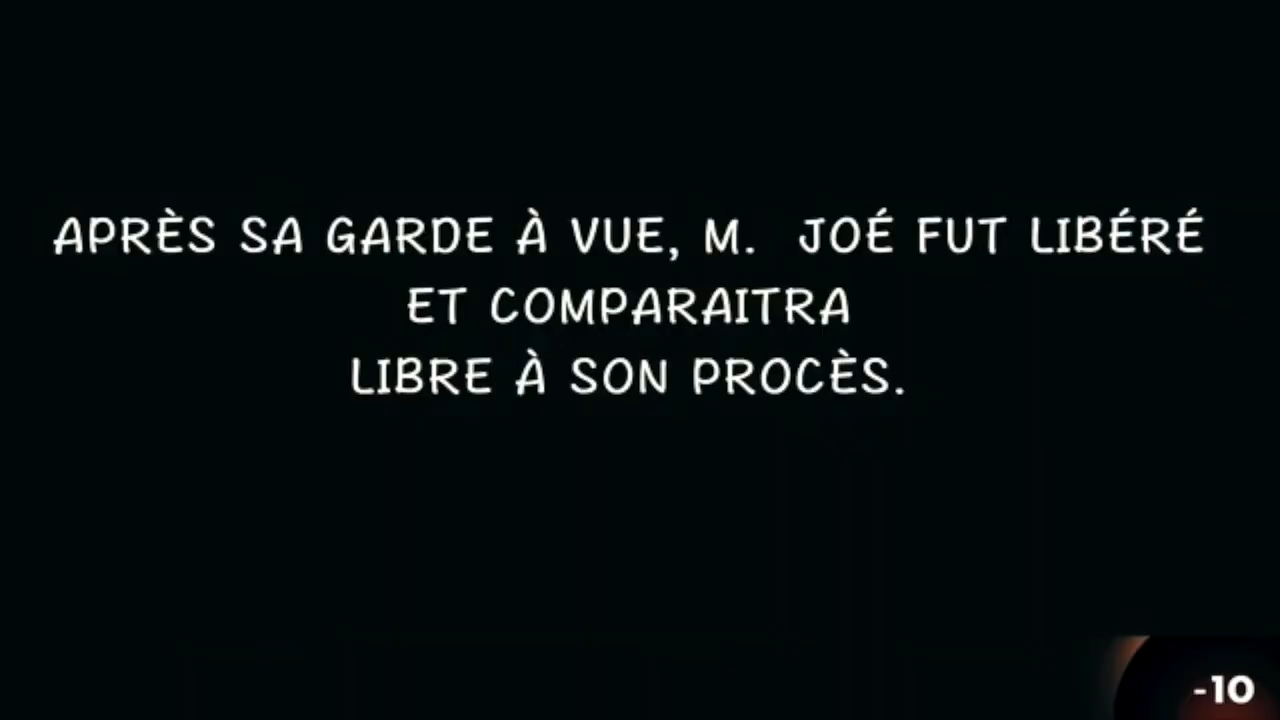 APRÈS SA GARDE À VUE, M.  JOÉ FUT LIBÉRÉ
ET COMPARAITRA
LIBRE À SON PROCÈS.
-10